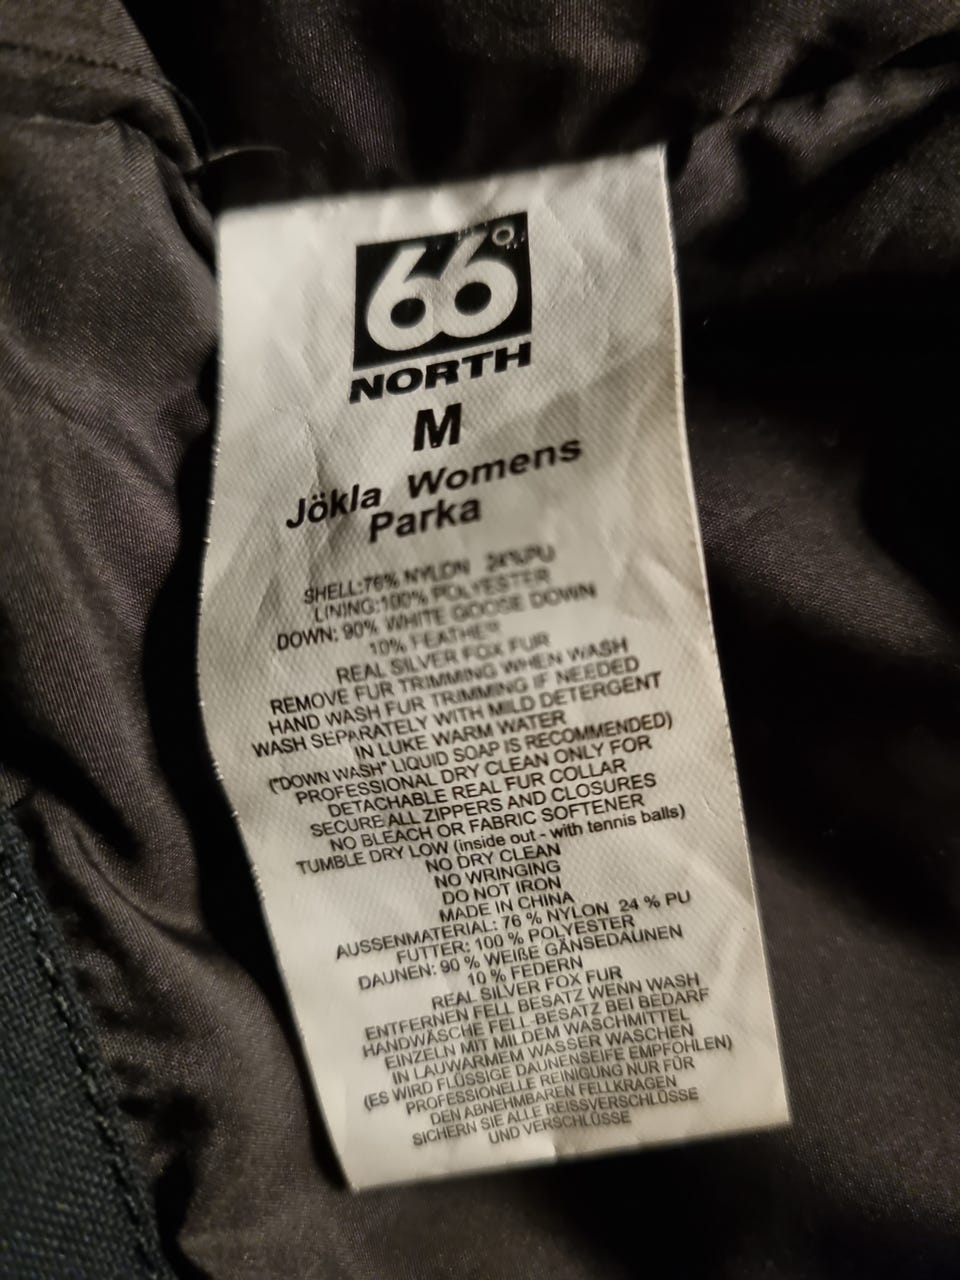 66°
NORTH
M
Jökla Womens
Parka
SHELL:76% NYLON 24%PU
LINING:100% POLYESTER
DOWN: 90% WHITE GOOSE DOWN
10% FEATHER
REAL SILVER FOX FUR
REMOVE FUR TRIMMING WHEN WASH
HAND WASH FUR TRIMMING IF NEEDED
WASH SEPARATELY WITH MILD DETERGENT
IN LUKE WARM WATER
("DOWN WASH" LIQUID SOAP IS RECOMMENDED)
PROFESSIONAL DRY CLEAN ONLY FOR
DETACHABLE REAL FUR COLLAR
SECURE ALL ZIPPERS AND CLOSURES
NO BLEACH OR FABRIC SOFTENER
TUMBLE DRY LOW (inside out - with tennis balls)
NO DRY CLEAN
NO WRINGING
DO NOT IRON
MADE IN CHINA
AUSSENMATERIAL: 76 % NYLON 24 % PU
FUTTER: 100 % POLYESTER
DAUNEN: 90 % WEIßE GÄNSEDAUNEN
10 % FEDERN
REAL SILVER FOX FUR
ENTFERNEN FELL BESATZ WENN WASH
HANDWÄSCHE FELL-BESATZ BEI BEDARF
EINZELN MIT MILDEM WASCHMITTEL
IN LAUWARMEM WASSER WASCHEN
(ES WIRD FLÜSSIGE DAUNENSEIFE EMPFOHLEN)
PROFESSIONELLE REINIGUNG NUR FÜR
DEN ABNEHMBAREN FELLKRAGEN
SICHERN SIE ALLE REISSVERSCHLÜSSE
UND VERSCHLÜSSE